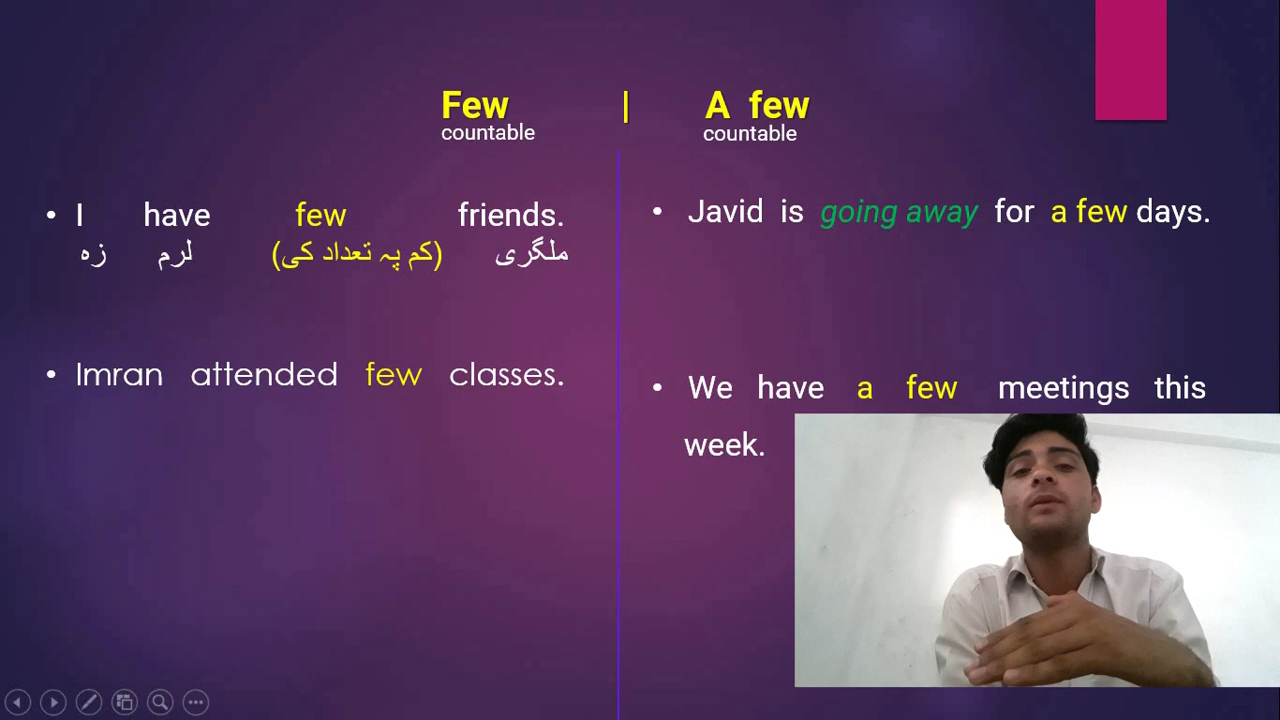 Few | A few
countable countable
• I have few friends.
زه لرم (کم په تعداد کی) ملگری
• Imran attended few classes.
• Javid is going away for a few days.
• We have a few meetings this
week.